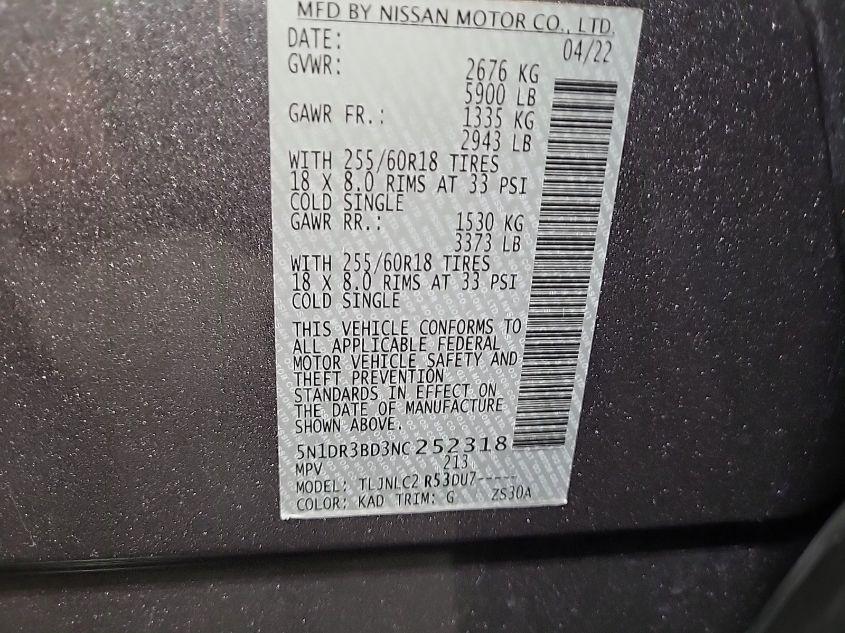 MFD BY NISSAN MOTOR CO., LTD.
DATE: 04/22
GVWR: 2676 KG
5900 LB
GAWR FR.: 1335 KG
2943 LB
WITH 255/60R18 TIRES
18 X 8.0 RIMS AT 33 PSI
COLD SINGLE
GAWR RR.: 1530 KG
3373 LB
WITH 255/60R18 TIRES
18 X 8.0 RIMS AT 33 PSI
COLD SINGLE
THIS VEHICLE CONFORMS TO
ALL APPLICABLE FEDERAL
MOTOR VEHICLE SAFETY AND
THEFT PREVENTION
STANDARDS IN EFFECT ON
THE DATE OF MANUFACTURE
SHOWN ABOVE.
5N1DR3BD3NC252318
MPV 213
MODEL: TLJNLC2 R53DU7-----
COLOR: KAD TRIM: G ZS30A